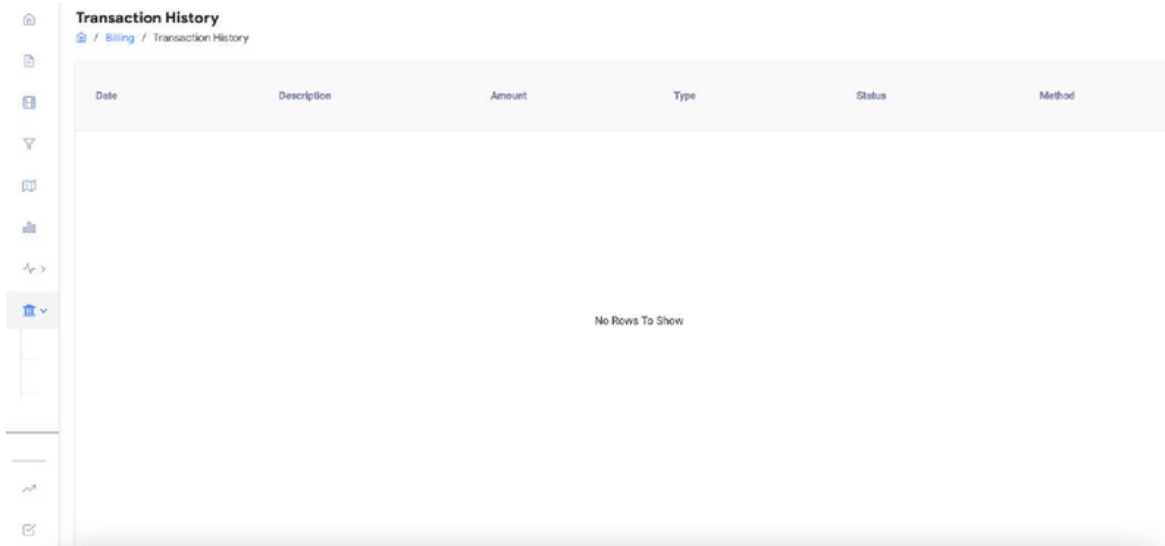 Transaction History
/ Billing / Transaction History
Date Description Amount Type Status Method
No Rows To Show